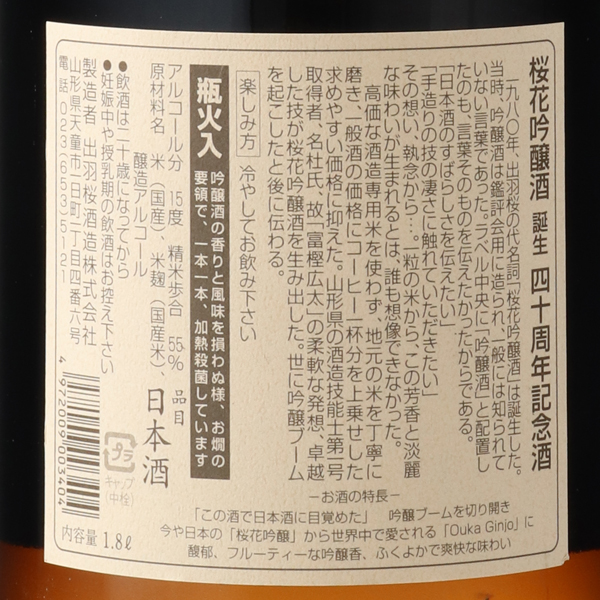 桜花吟醸酒 誕生 四十周年記念酒
一九八〇年、出羽桜の代名詞「桜花吟醸酒」は誕生した。
当時、吟醸酒は鑑評会用に造られ、一般には知られて
いない言葉であった。ラベル中央に「吟醸酒」と配置し
たのも、言葉そのものを伝えたかったからである。
「日本酒のすばらしさを伝えたい」
「手造りの技の凄さに触れていただきたい」
その想い、執念から…。一粒の米から、この芳香と淡麗
な味わいが生まれるとは、誰も想像できなかった。
高価な酒造専用米を使わず、地元の米を丁寧に
磨き、一般酒の価格にコーヒー一杯分を上乗せした
求めやすい価格に抑えた。山形県の酒造技能士第一号
取得者、名杜氏、故「富樫広太」の柔軟な発想、卓越
した技が桜花吟醸酒を生み出した。世に吟醸ブーム
を起こしたと後に伝わる。
楽しみ方 冷やしてお飲み下さい
瓶火入 吟醸酒の香りと風味を損わぬ様、お燗の
要領で、一本一本、加熱殺菌しています
アルコール分 15度 精米歩合 55% 品目 日本酒
原材料名 米(国産)、米麹(国産米)、
醸造アルコール
●飲酒は二十歳になってから
●妊娠中や授乳期の飲酒はお控え下さい
製造者 出羽桜酒造株式会社
山形県天童市一日町一丁目四番六号
電話 023(653)5121
4 972009 003404
プラ
キャップ
(中栓)
内容量 1.8ℓ
―お酒の特長―
「この酒で日本酒に目覚めた」 吟醸ブームを切り開き
今や日本の「桜花吟醸」から世界中で愛される「Ouka Ginjo」に
馥郁、フルーティーな吟醸香、ふくよかで爽快な味わい